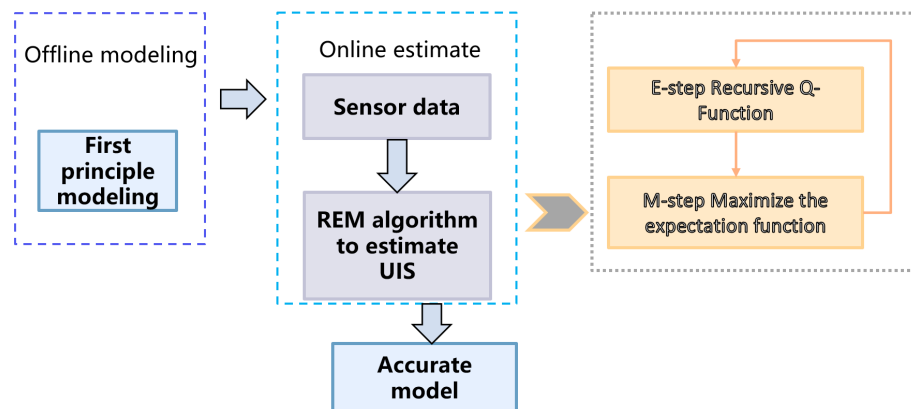 Offline modeling
First
principle
modeling
Online estimate
Sensor data
REM algorithm
to estimate
UIS
Accurate
model
E-step Recursive Q-
Function
M-step Maximize the
expectation function